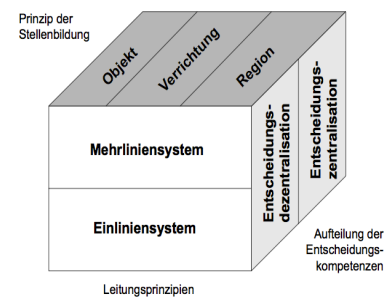 Prinzip der
Stellenbildung
Objekt
Verrichtung
Region
Mehrliniensystem
Einliniensystem
Entscheidungs-
dezentralisation
Entscheidungs-
zentralisation
Aufteilung der
Entscheidungs-
kompetenzen
Leitungsprinzipien